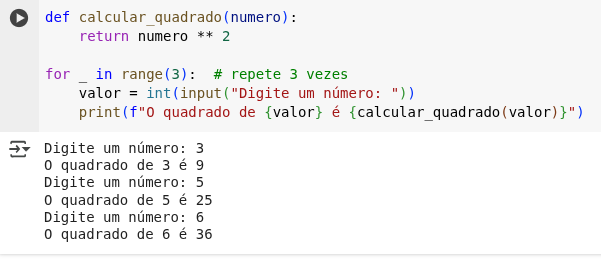 def calcular_quadrado(numero):
    return numero ** 2

for _ in range(3):  # repete 3 vezes
    valor = int(input("Digite um número: "))
    print(f"O quadrado de {valor} é {calcular_quadrado(valor)}")
Digite um número: 3
O quadrado de 3 é 9
Digite um número: 5
O quadrado de 5 é 25
Digite um número: 6
O quadrado de 6 é 36